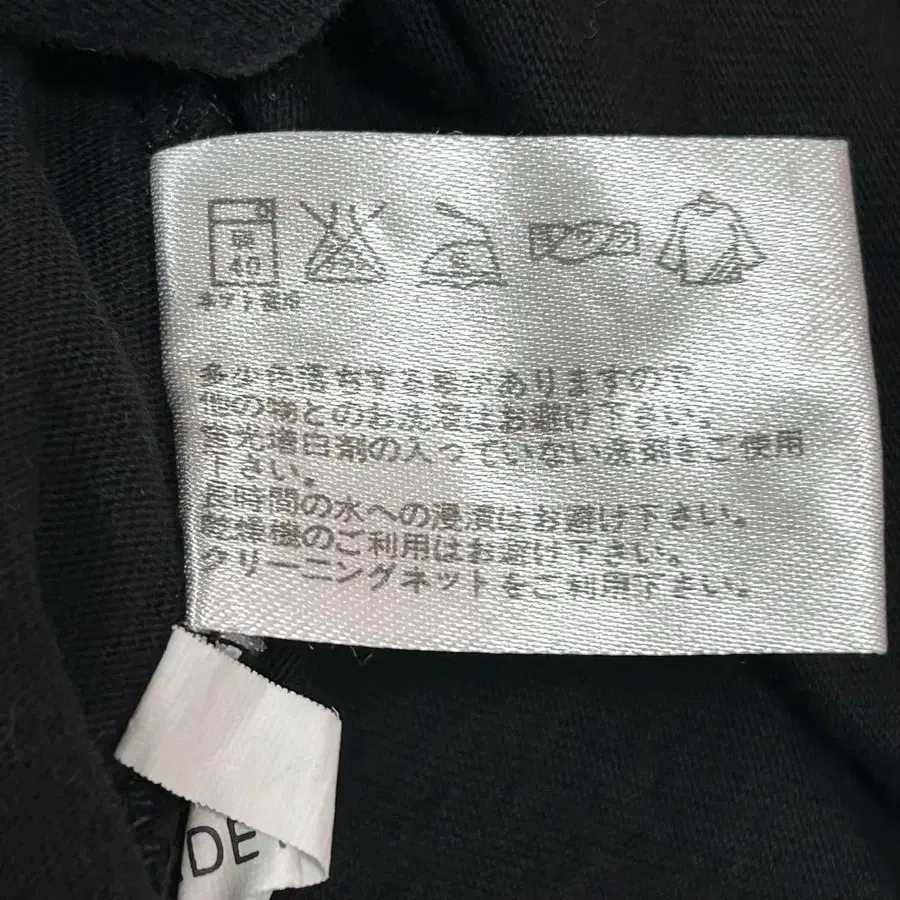 弱
40
ネット使用
多少色落ちする事がありますので
他の物とのお洗濯はお避け下さい。
蛍光増白剤の入っていない洗剤をご使用
下さい。
長時間の水への浸漬はお避け下さい。
乾燥機のご利用はお避け下さい。
クリーニングネットをご利用下さい。
DE